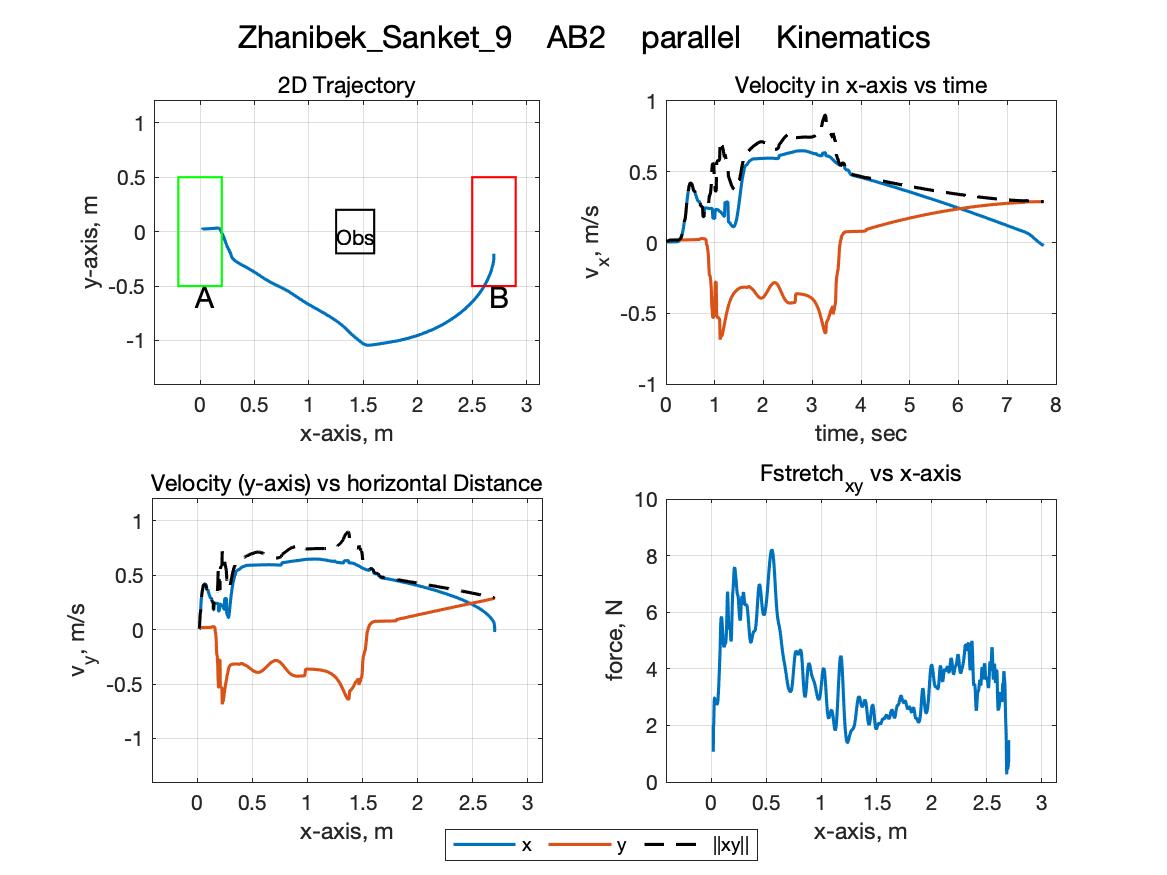 Zhanibek_Sanket_9 AB2 parallel Kinematics
2D Trajectory
1
0.5
0
-0.5
-1
y-axis, m
A
Obs
B
0 0.5 1 1.5 2 2.5 3
x-axis, m
Velocity in x-axis vs time
1
0.5
0
-0.5
-1
v_x, m/s
0 1 2 3 4 5 6 7 8
time, sec
Velocity (y-axis) vs horizontal Distance
1
0.5
0
-0.5
-1
v_y, m/s
0 0.5 1 1.5 2 2.5 3
x-axis, m
Fstretch_xy vs x-axis
10
8
6
4
2
0
force, N
0 0.5 1 1.5 2 2.5 3
x-axis, m
x y ||xy||